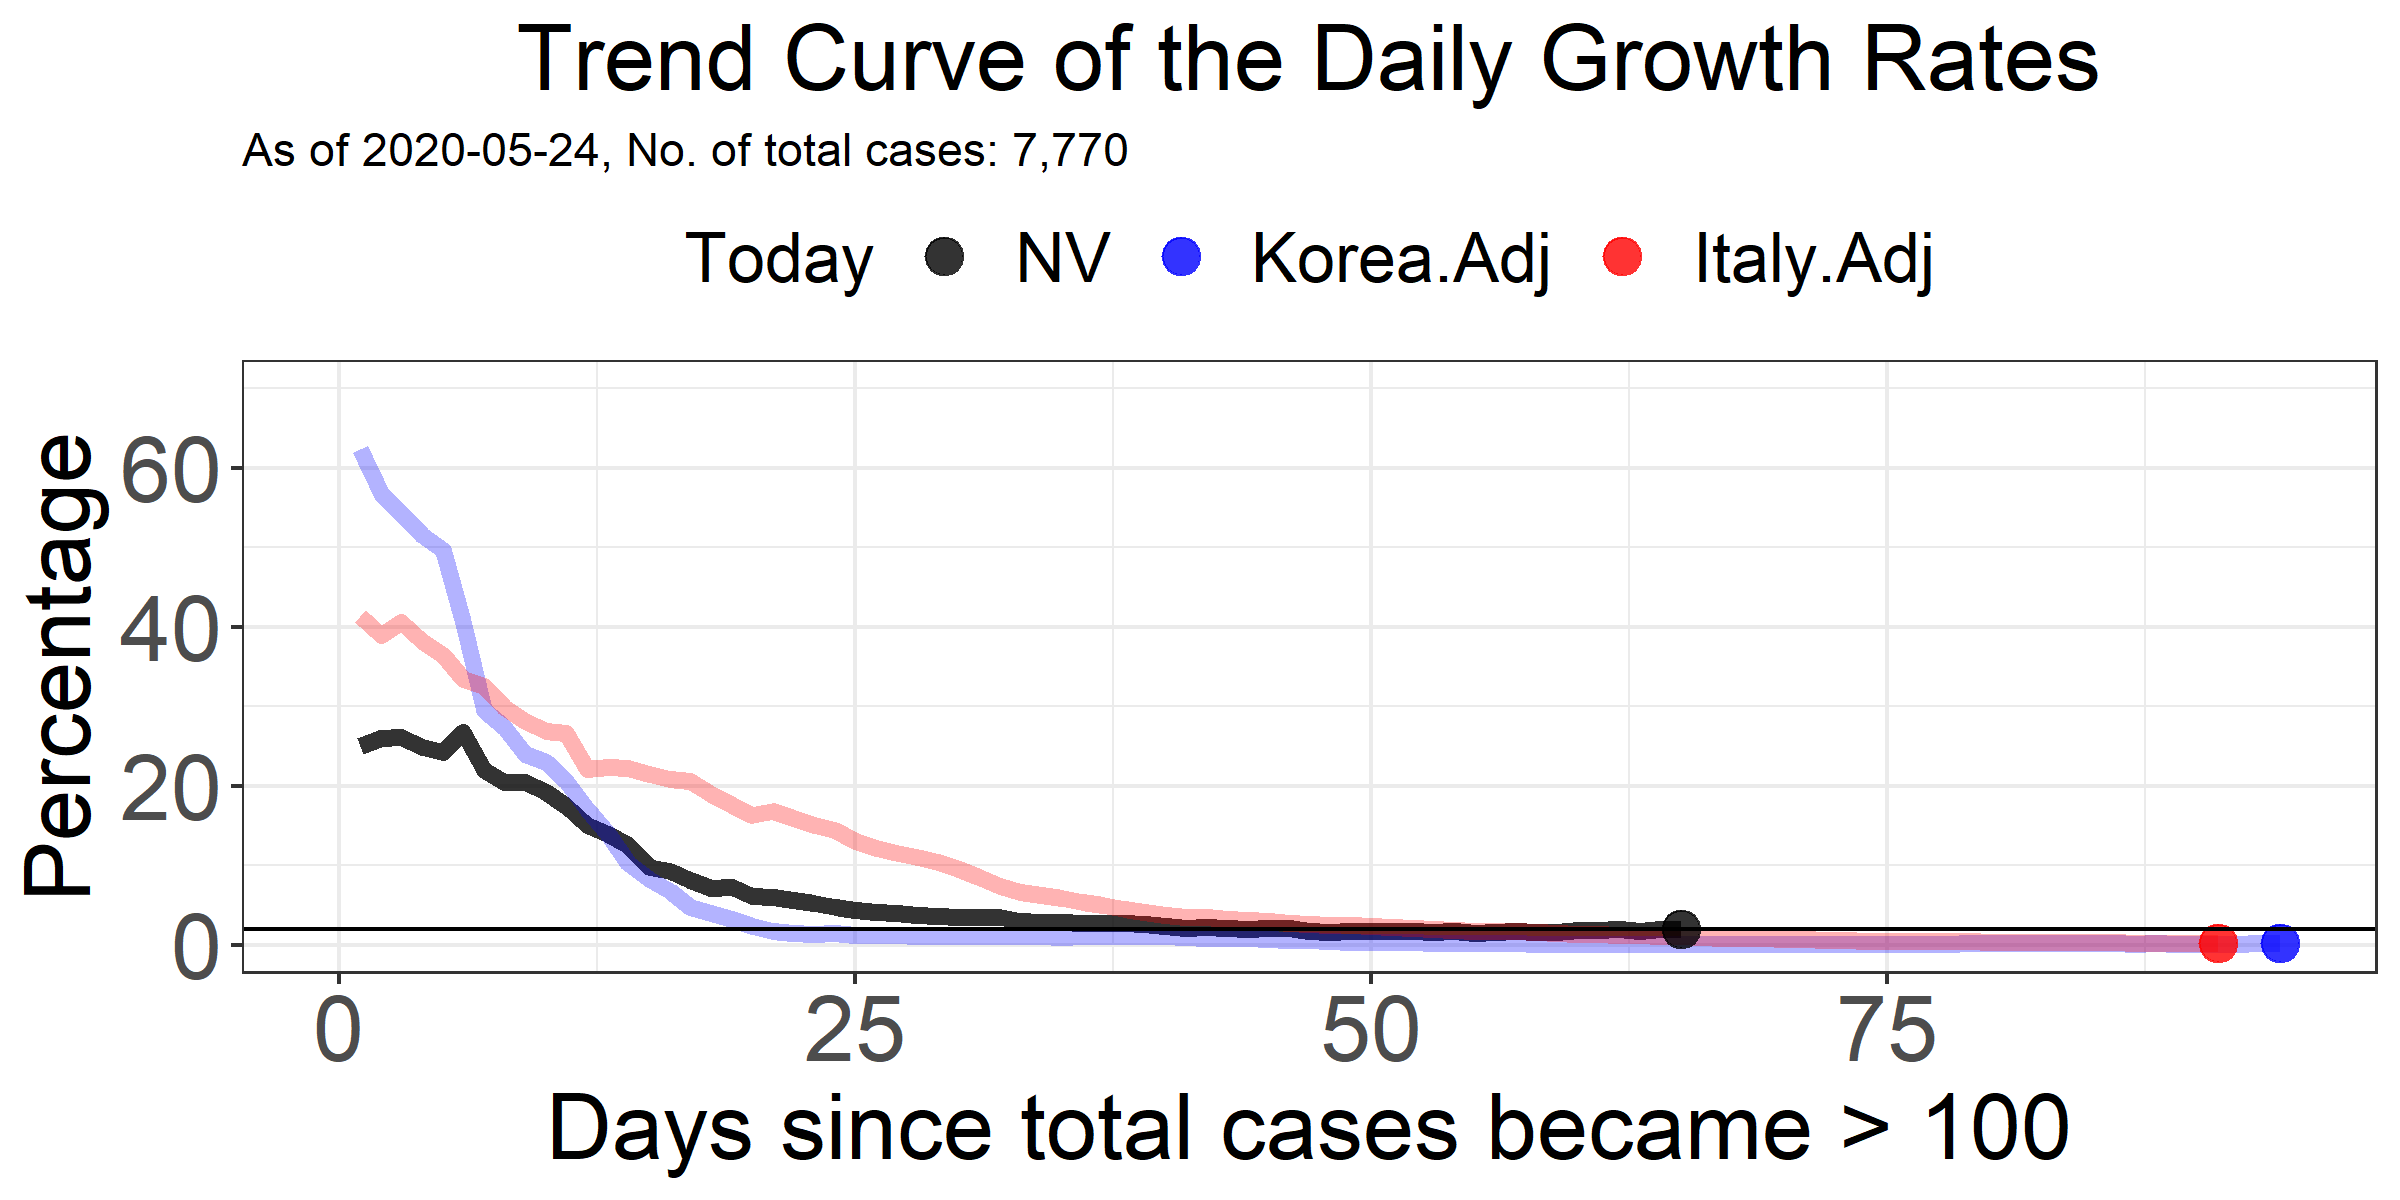 Trend Curve of the Daily Growth Rates
As of 2020-05-24, No. of total cases: 7,770
Today NV Korea.Adj Italy.Adj
Percentage
60
40
20
0
0 25 50 75
Days since total cases became > 100